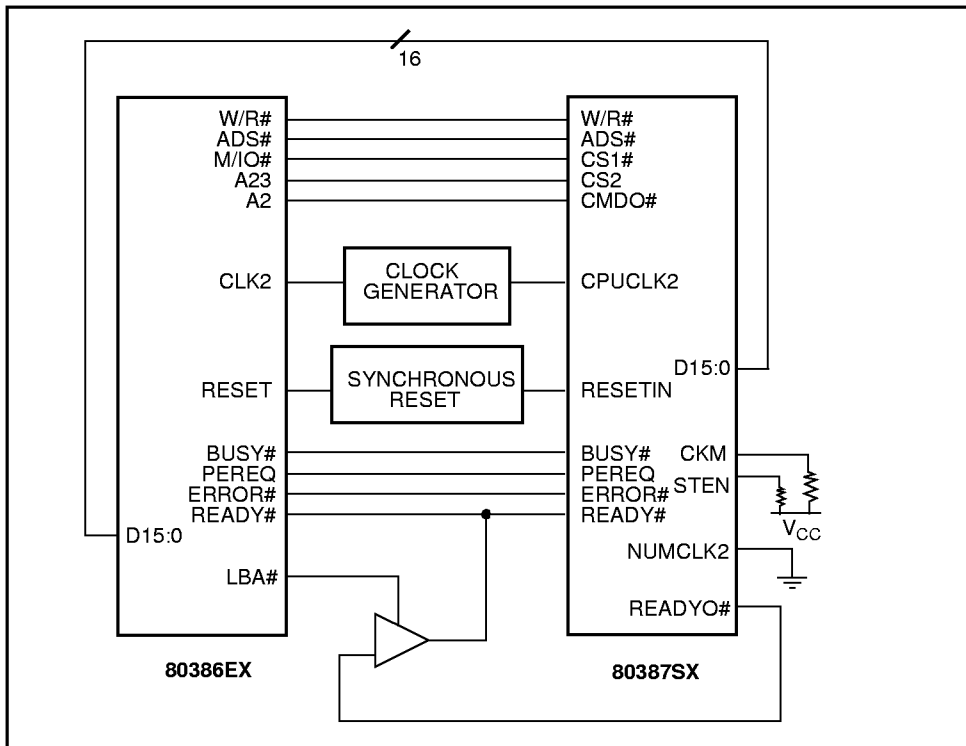 16
W/R#
ADS#
M/IO#
A23
A2
CLK2
RESET
BUSY#
PEREQ
ERROR#
READY#
D15:0
LBA#
80386EX
CLOCK
GENERATOR
SYNCHRONOUS
RESET
W/R#
ADS#
CS1#
CS2
CMDO#
CPUCLK2
D15:0
RESETIN
BUSY#
PEREQ
ERROR#
READY#
CKM
STEN
VCC
NUMCLK2
READYO#
80387SX